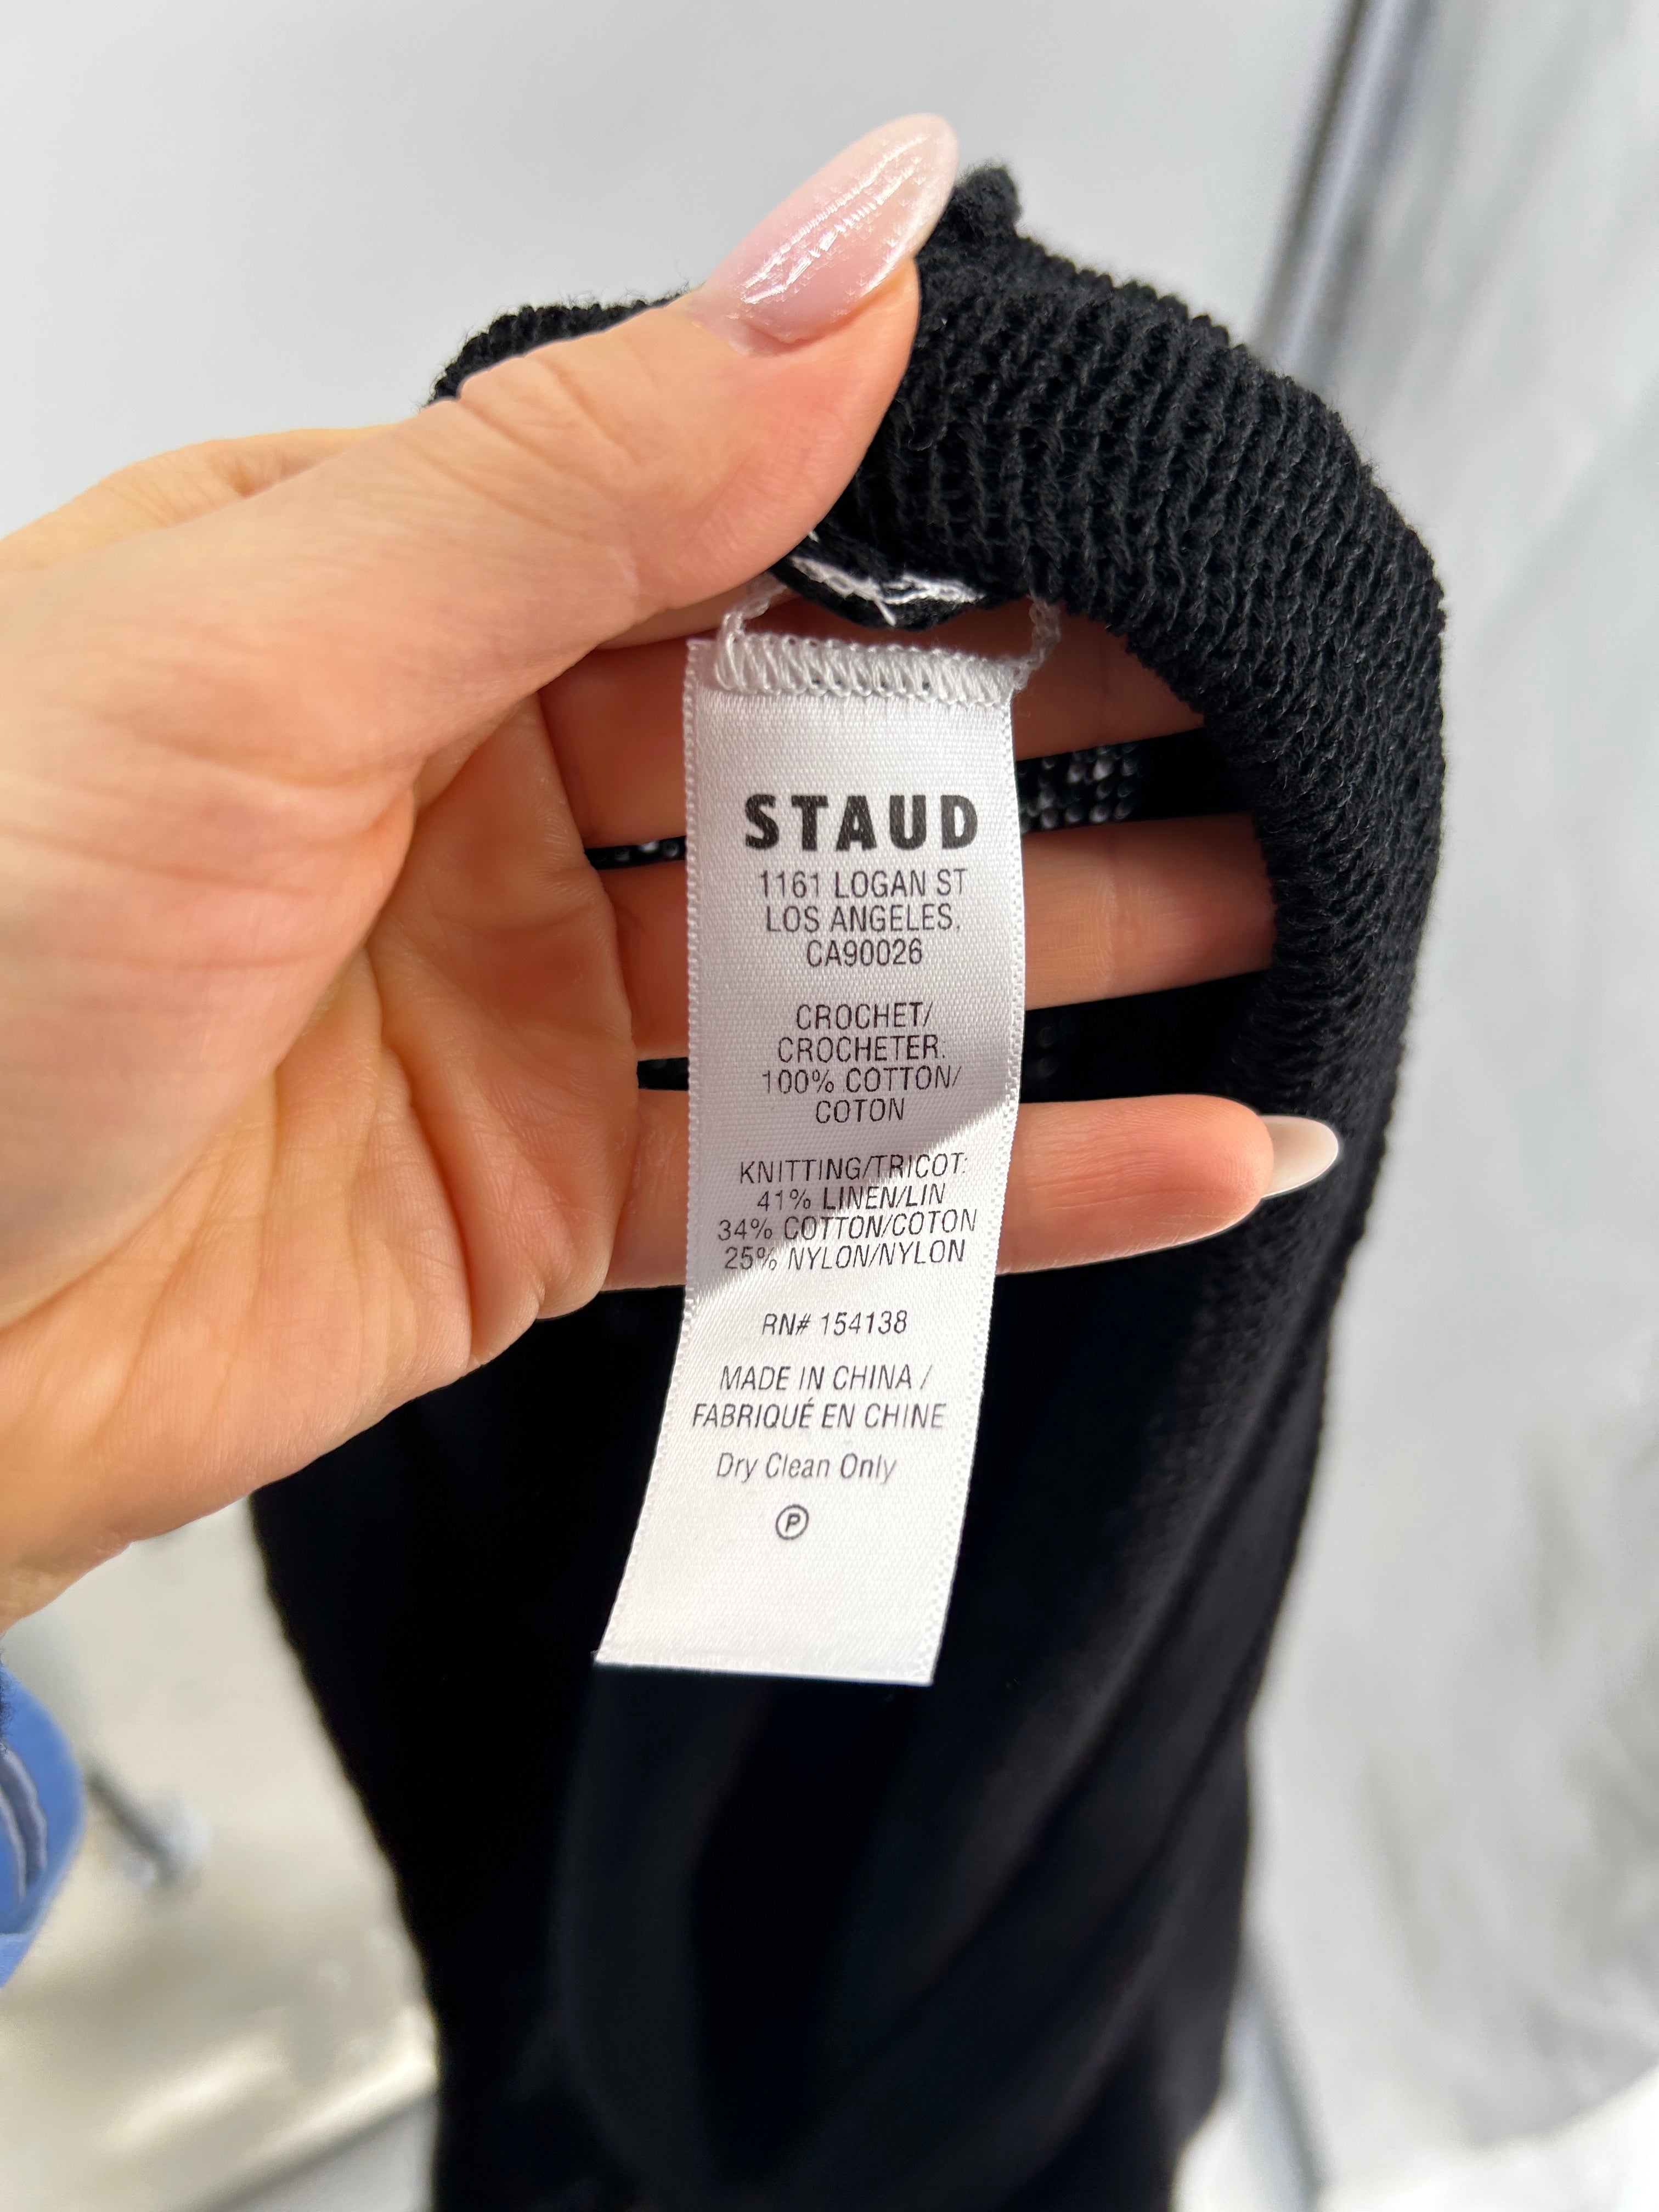 STAUD
1161 LOGAN ST
LOS ANGELES,
CA90026
CROCHET/
CROCHETER.
100% COTTON/
COTON
KNITTING/TRICOT:
41% LINEN/LIN
34% COTTON/COTON
25% NYLON/NYLON
RN# 154138
MADE IN CHINA /
FABRIQUÉ EN CHINE
Dry Clean Only
P